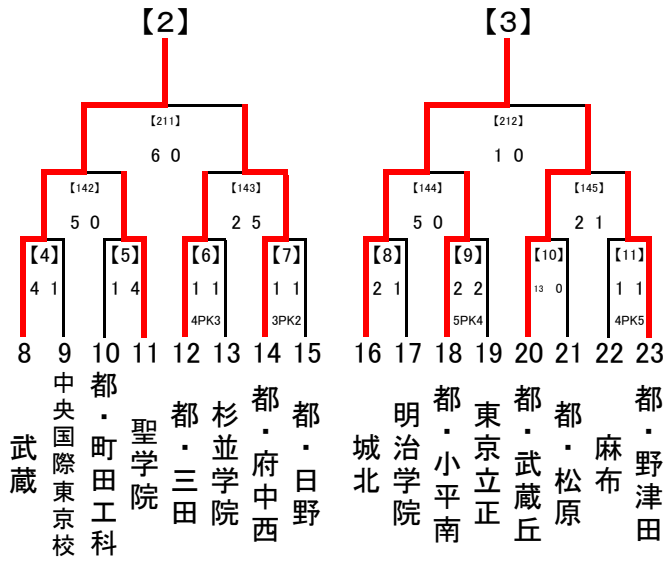 【2】 【3】
【211】 【212】
6 0 1 0
【142】 【143】 【144】 【145】
5 0 2 5 5 0 2 1
【4】 【5】 【6】 【7】 【8】 【9】 【10】 【11】
4 1 1 4 1 1 1 1 2 1 2 2 13 0 1 1
4PK3 3PK2 5PK4 4PK5
8 9 10 11 12 13 14 15 16 17 18 19 20 21 22 23
武蔵
中央国際東京校
都・町田工科
聖学院
都・三田
杉並学院
都・府中西
都・日野
城北
明治学院
都・小平南
東京立正
都・武蔵丘
都・松原
麻布
都・野津田